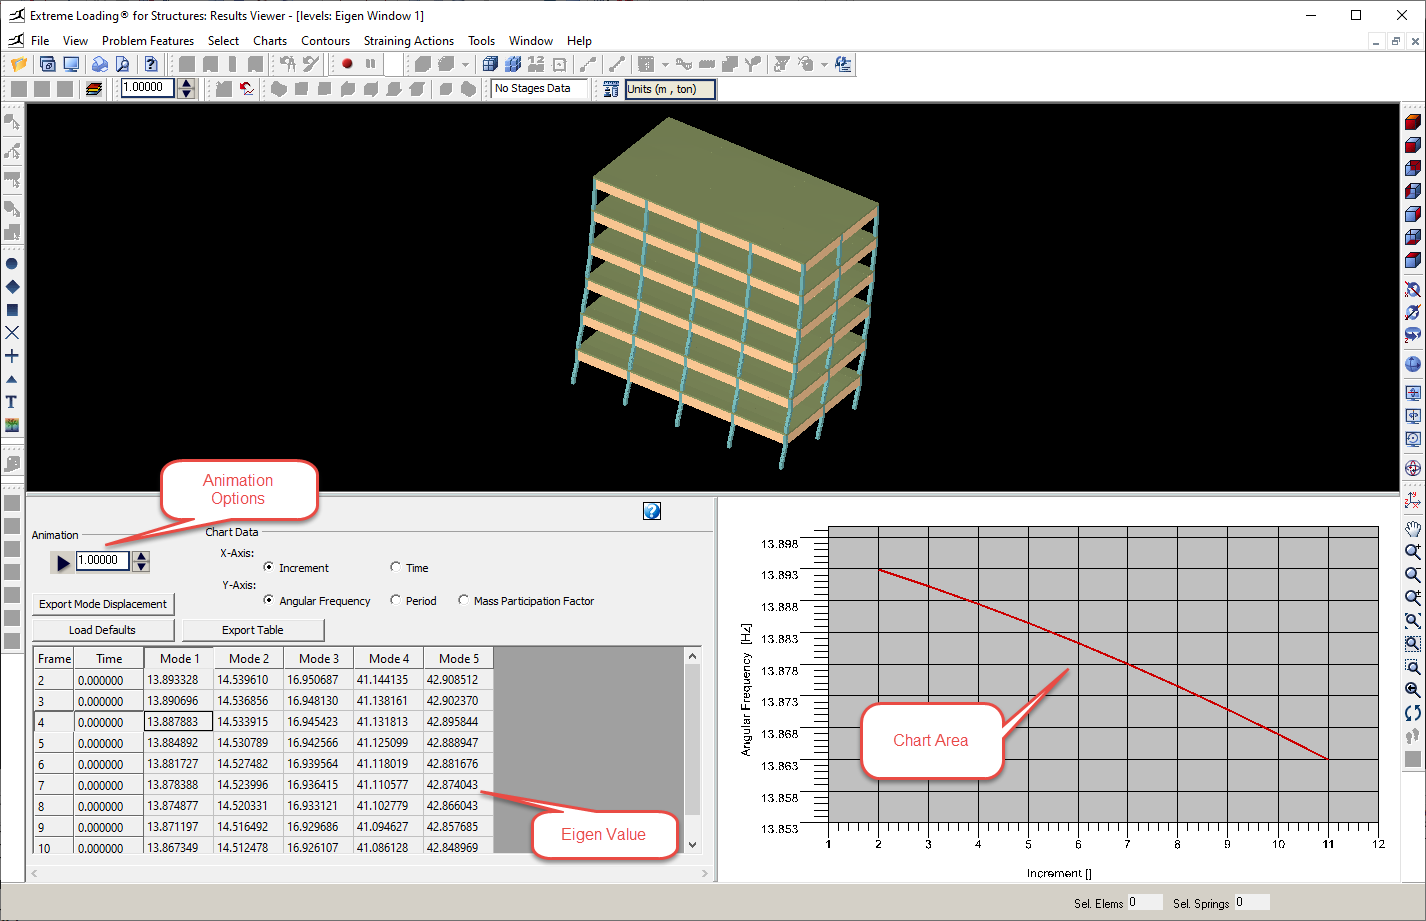 Extreme Loading® for Structures: Results Viewer - [levels: Eigen Window 1]
File View Problem Features Select Charts Contours Straining Actions Tools Window Help
1.00000 No Stages Data Units (m , ton)
Animation
Options
Animation
1.00000
Chart Data
X-Axis:
Increment Time
Y-Axis:
Angular Frequency Period Mass Participation Factor
Export Mode Displacement
Load Defaults Export Table
Frame Time Mode 1 Mode 2 Mode 3 Mode 4 Mode 5
2 0.000000 13.893328 14.539610 16.950687 41.144135 42.908512
3 0.000000 13.890696 14.536856 16.948130 41.138161 42.902370
4 0.000000 13.887883 14.533915 16.945423 41.131813 42.895844
5 0.000000 13.884892 14.530789 16.942566 41.125099 42.888947
6 0.000000 13.881727 14.527482 16.939564 41.118019 42.881676
7 0.000000 13.878388 14.523996 16.936415 41.110577 42.874043
8 0.000000 13.874877 14.520331 16.933121 41.102779 42.866043
9 0.000000 13.871197 14.516492 16.929686 41.094627 42.857685
10 0.000000 13.867349 14.512478 16.926107 41.086128 42.848969
Eigen Value
Angular Frequency [Hz]
13.898
13.893
13.888
13.883
13.878
13.873
13.868
13.863
13.858
13.853
Chart Area
1 2 3 4 5 6 7 8 9 10 11 12
Increment []
Sel. Elems 0 Sel. Springs 0